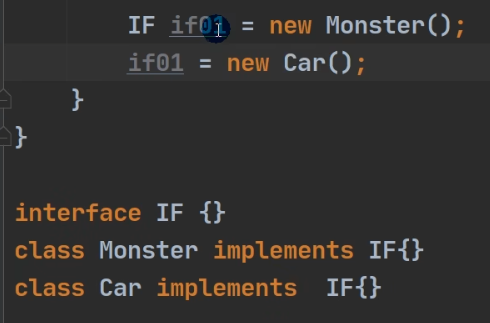 IF if01 = new Monster();
if01 = new Car();
}
}
interface IF {}
class Monster implements IF{}
class Car implements  IF{}